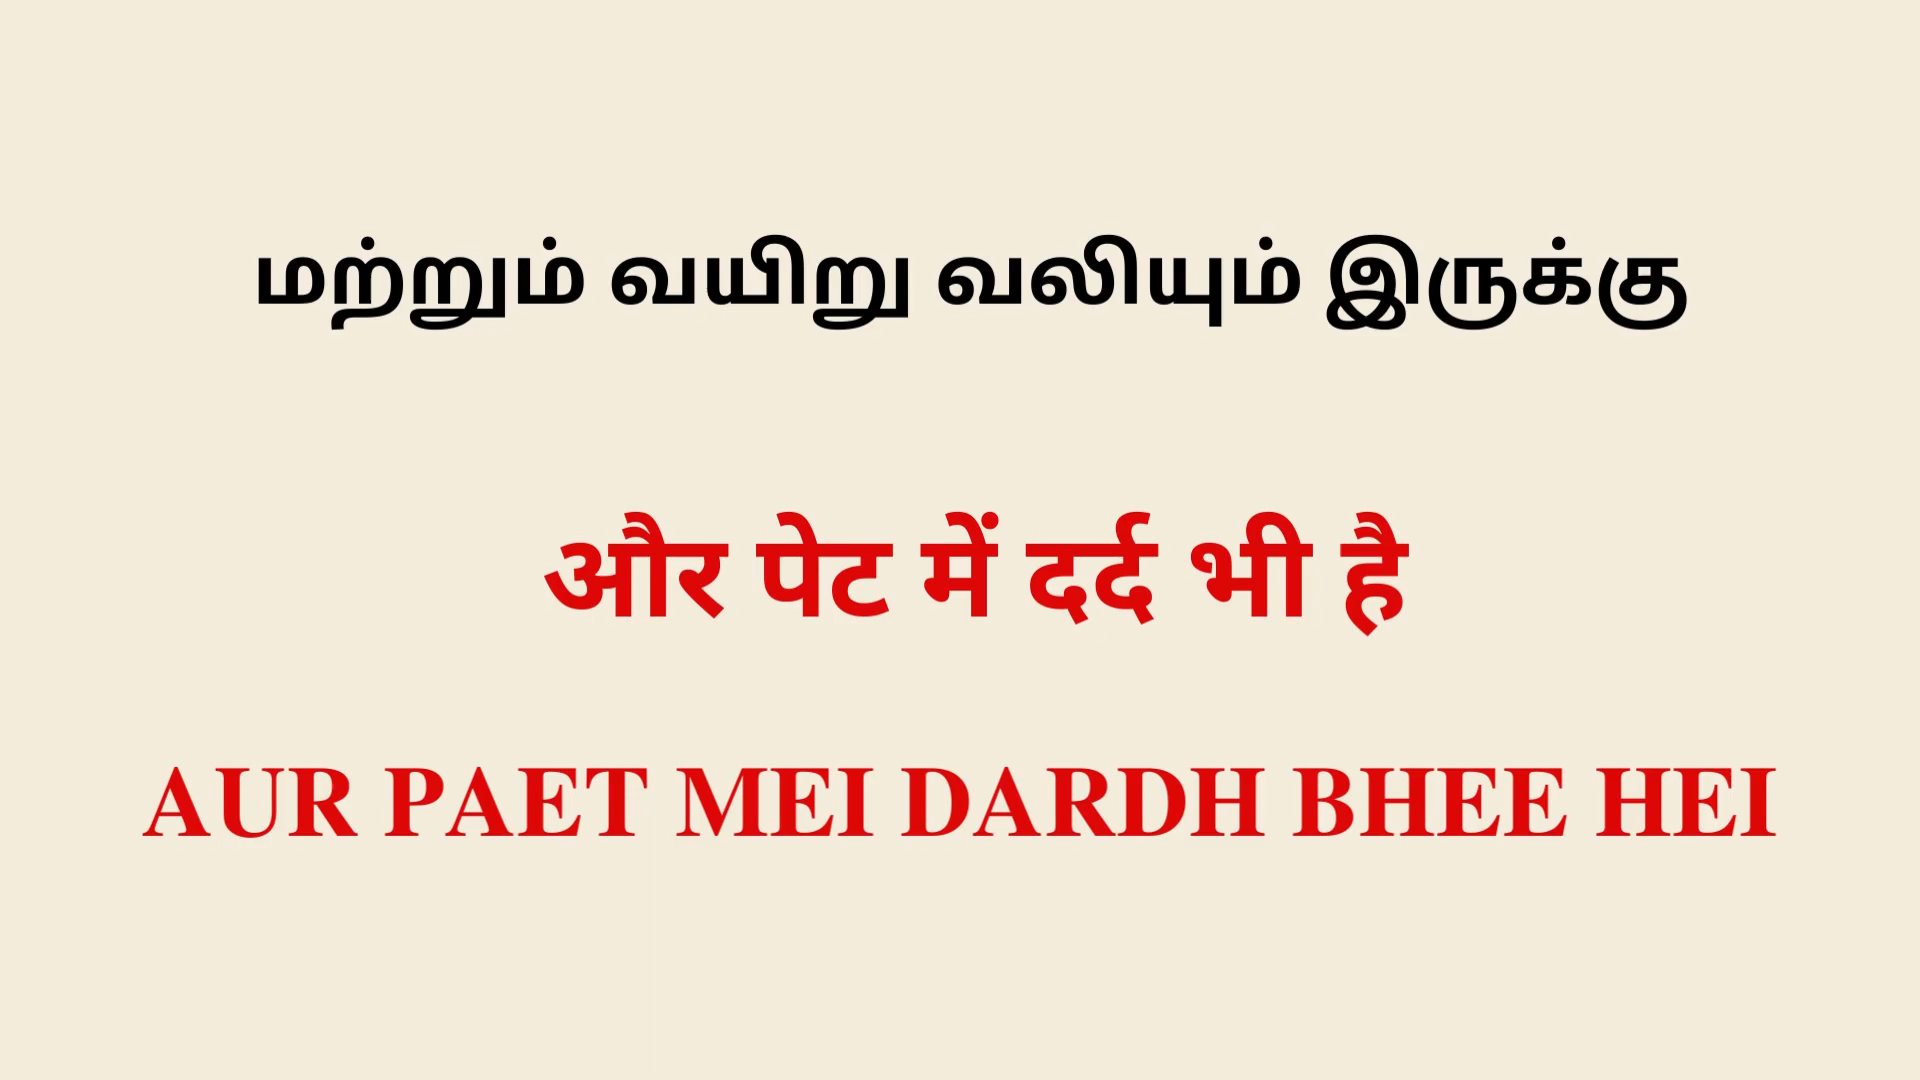 மற்றும் வயிறு வலியும் இருக்கு
और पेट में दर्द भी है
AUR PAET MEI DARDH BHEE HEI